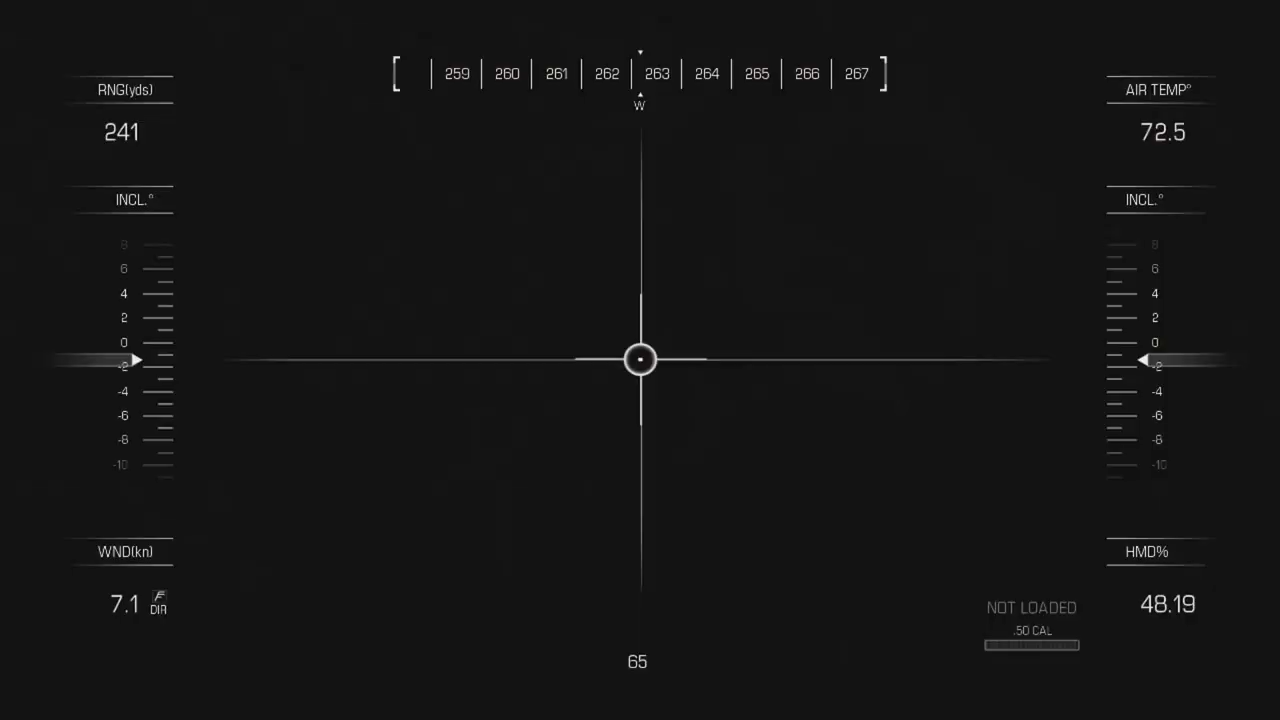 259 260 261 262 263 264 265 266 267
W
RNG(yds)
241
INCL.°
8
6
4
2
0
-2
-4
-6
-8
-10
WND(kn)
7.1
F
DIR
AIR TEMP°
72.5
INCL.°
8
6
4
2
0
-2
-4
-6
-8
-10
HMD%
48.19
NOT LOADED
.50 CAL
65